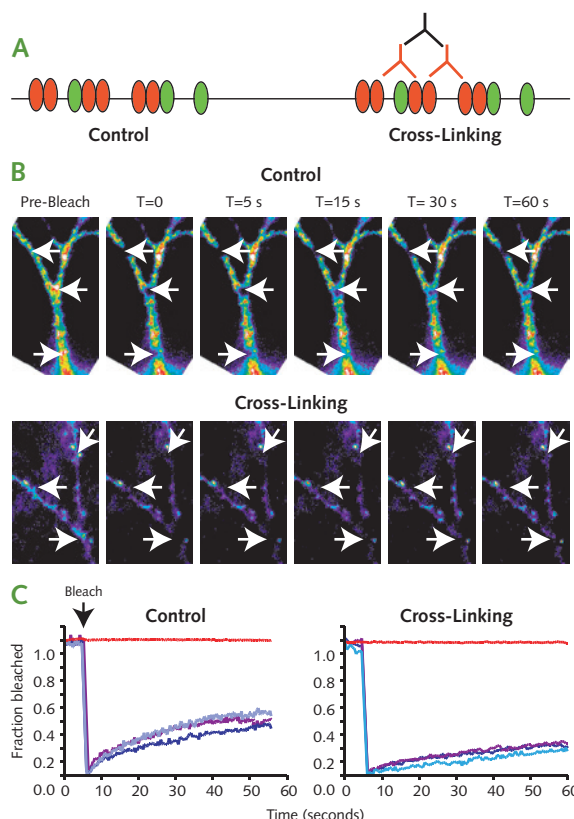 A
Control
Cross-Linking
B
Control
Pre-Bleach T=0 T=5 s T=15 s T= 30 s T=60 s
Cross-Linking
C
Bleach
Control
Cross-Linking
Fraction bleached
1.0
0.8
0.6
0.4
0.2
0.0
0 10 20 30 40 50 60
1.0
0.8
0.6
0.4
0.2
0.0
0 10 20 30 40 50 60
Time (seconds)